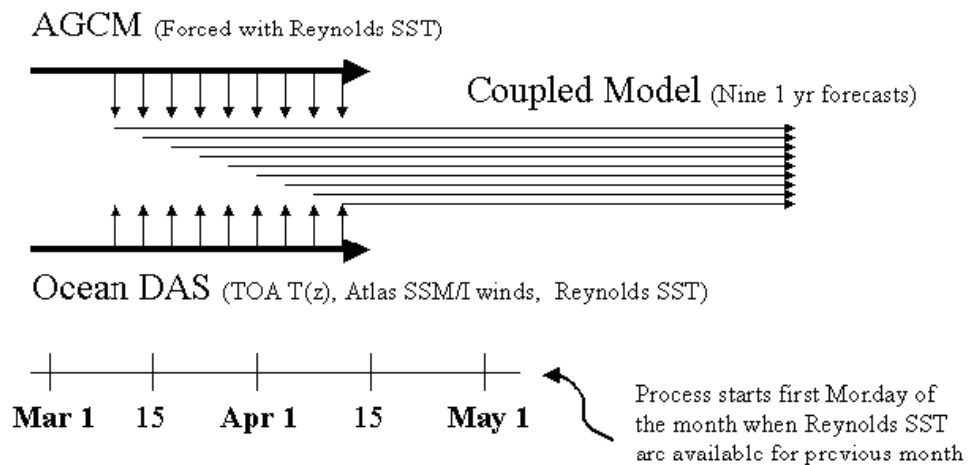 AGCM (Forced with Reynolds SST)
Coupled Model (Nine 1 yr forecasts)
Ocean DAS (TOA T(z), Atlas SSM/I winds, Reynolds SST)
Mar 1 15 Apr 1 15 May 1
Process starts first Monday of
the month when Reynolds SST
are available for previous month